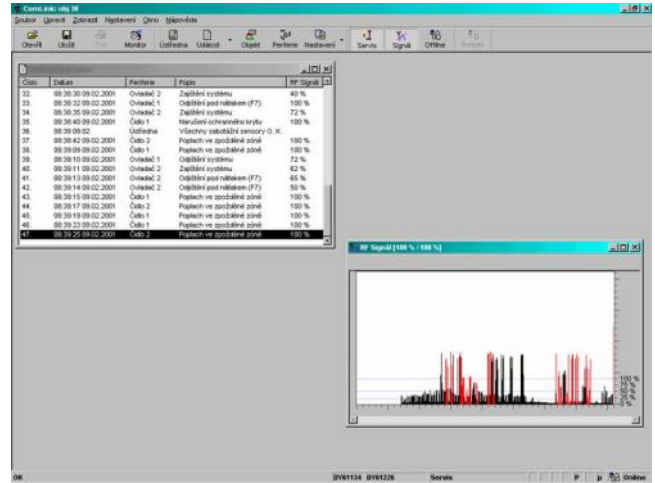 ComLink: obj 38
Soubor Upravit Zobrazit Nastavení Okno Nápověda
Otevřít Uložit Monitor Ústředna Událost Objekt Periferie Nastavení Servis Signál Offline
Číslo Datum Periferie Popis RF Signál
32. 08:38:30 09.02.2001 Ovladač 2 Zajištění systému 40 %
33. 08:38:32 09.02.2001 Ovladač 1 Odjištění pod nátlakem (F7) 100 %
34. 08:38:35 09.02.2001 Ovladač 2 Zajištění systému 72 %
35. 08:38:40 09.02.2001 Čidlo 1 Narušení ochranného krytu 100 %
36. 08:38 09.02 Ústředna Všechny sabotážní sensory O. K.
37. 08:38:42 09.02.2001 Čidlo 2 Poplach ve zpožděné zóně 100 %
38. 08:39:09 09.02.2001 Čidlo 1 Poplach ve zpožděné zóně 100 %
39. 08:39:10 09.02.2001 Ovladač 1 Odjištění systému 72 %
40. 08:39:11 09.02.2001 Ovladač 2 Zajištění systému 62 %
41. 08:39:13 09.02.2001 Ovladač 2 Odjištění pod nátlakem (F7) 65 %
42. 08:39:14 09.02.2001 Ovladač 2 Odjištění pod nátlakem (F7) 50 %
43. 08:39:15 09.02.2001 Čidlo 1 Poplach ve zpožděné zóně 100 %
44. 08:39:17 09.02.2001 Čidlo 2 Poplach ve zpožděné zóně 100 %
45. 08:39:19 09.02.2001 Čidlo 1 Poplach ve zpožděné zóně 100 %
46. 08:39:23 09.02.2001 Čidlo 1 Poplach ve zpožděné zóně 100 %
47. 08:39:25 09.02.2001 Čidlo 2 Poplach ve zpožděné zóně 100 %
RF Signál [100 % / 100 %]
100 %
OK BV61134 BV61226 Servis P p Online